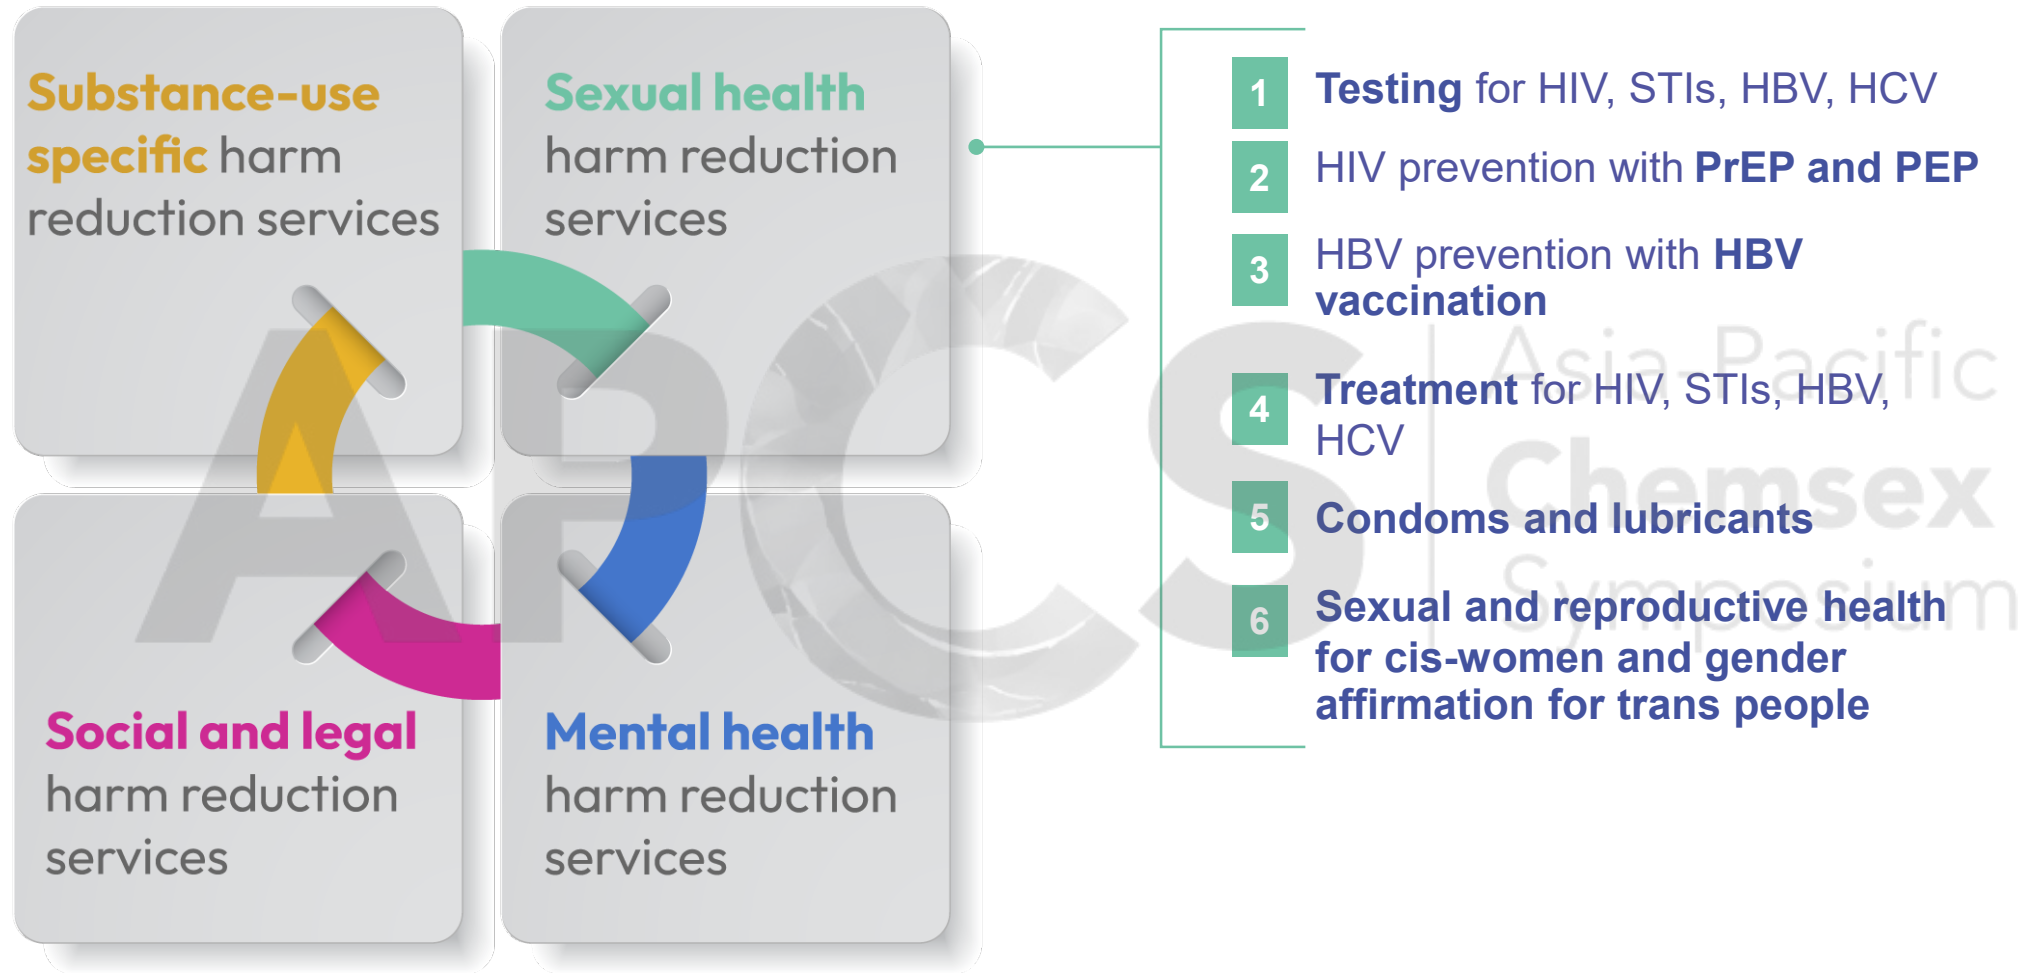 Substance-use
specific harm
reduction services
Sexual health
harm reduction
services
Social and legal
harm reduction
services
Mental health
harm reduction
services
1 Testing for HIV, STIs, HBV, HCV
2 HIV prevention with PrEP and PEP
3 HBV prevention with HBV
vaccination
4 Treatment for HIV, STIs, HBV,
HCV
5 Condoms and lubricants
6 Sexual and reproductive health
for cis-women and gender
affirmation for trans people
APCS
Asia-Pacific
Chemsex
Symposium